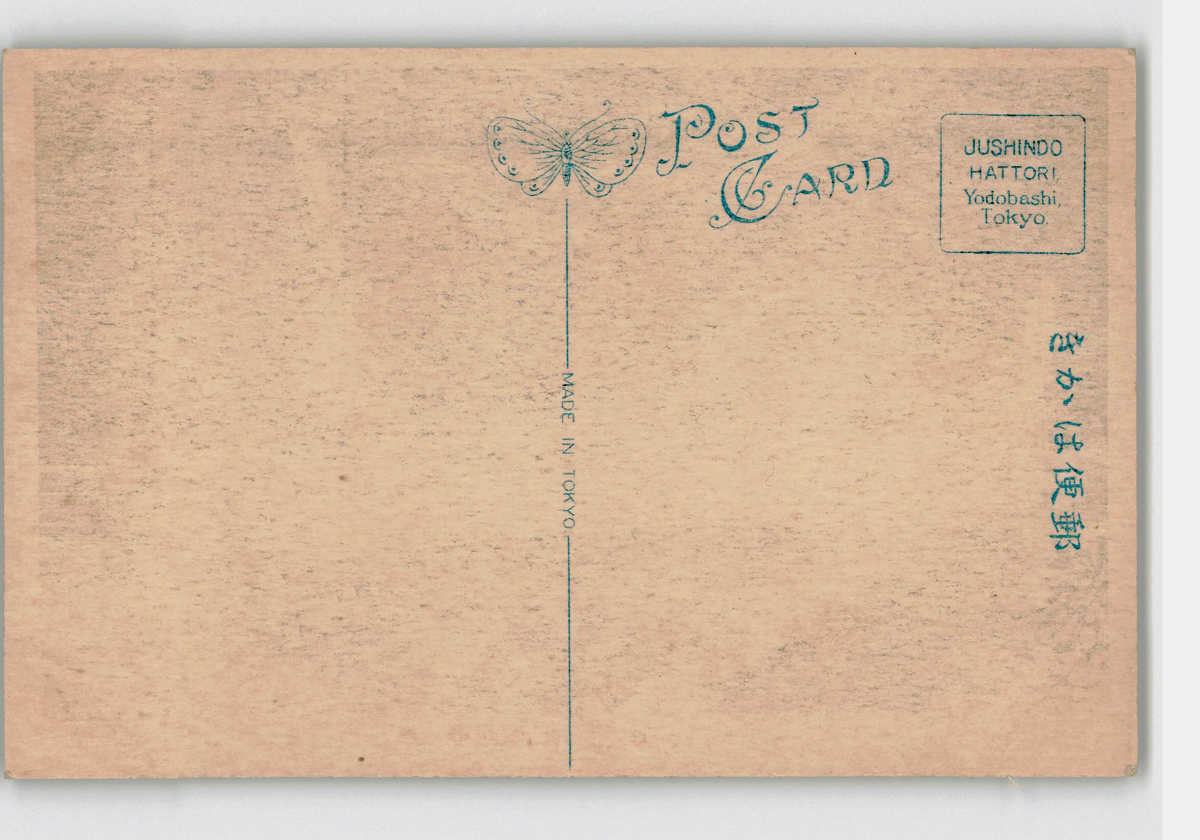 POST
CARD
JUSHINDO
HATTORI,
Yodobashi,
Tokyo.
MADE IN TOKYO.
郵便はかき